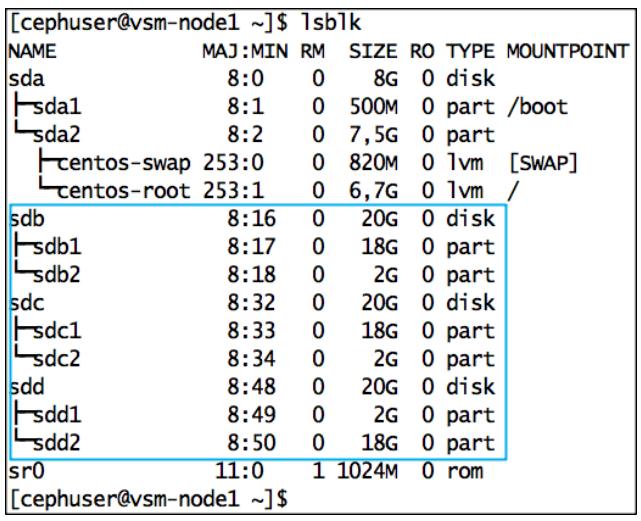 [cephuser@vsm-node1 ~]$ lsblk
NAME MAJ:MIN RM SIZE RO TYPE MOUNTPOINT
sda 8:0 0 8G 0 disk
├─sda1 8:1 0 500M 0 part /boot
└─sda2 8:2 0 7,5G 0 part
├─centos-swap 253:0 0 820M 0 lvm [SWAP]
└─centos-root 253:1 0 6,7G 0 lvm /
sdb 8:16 0 20G 0 disk
├─sdb1 8:17 0 18G 0 part
└─sdb2 8:18 0 2G 0 part
sdc 8:32 0 20G 0 disk
├─sdc1 8:33 0 18G 0 part
└─sdc2 8:34 0 2G 0 part
sdd 8:48 0 20G 0 disk
├─sdd1 8:49 0 2G 0 part
└─sdd2 8:50 0 18G 0 part
sr0 11:0 1 1024M 0 rom
[cephuser@vsm-node1 ~]$